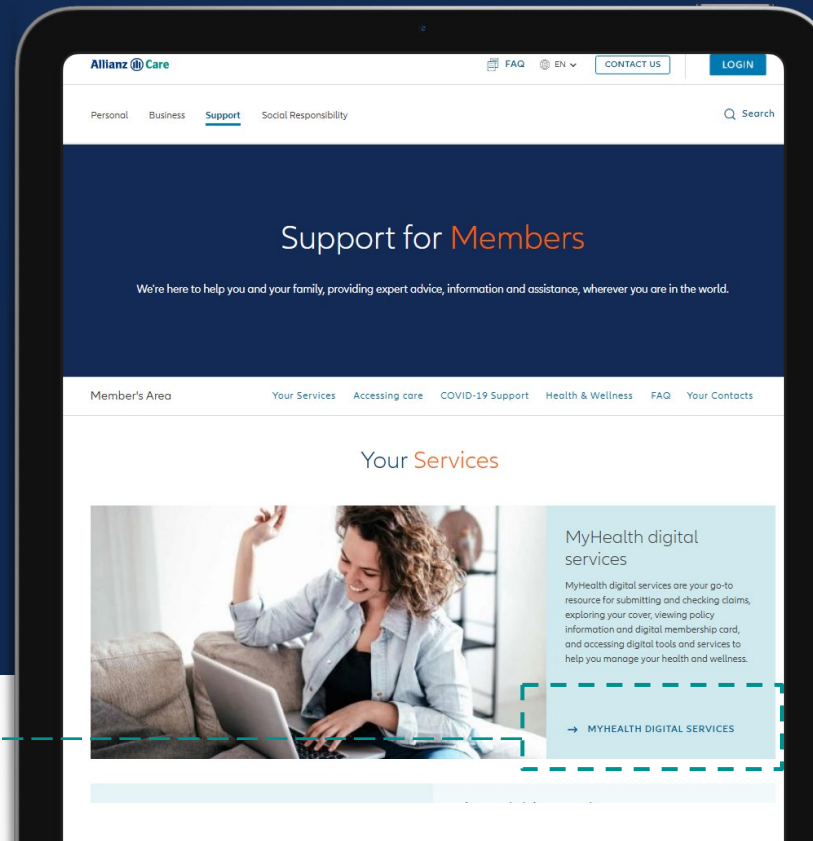 Allianz Care
FAQ EN CONTACT US LOGIN
Personal Business Support Social Responsibility Search
Support for Members
We're here to help you and your family, providing expert advice, information and assistance, wherever you are in the world.
Member's Area Your Services Accessing care COVID-19 Support Health & Wellness FAQ Your Contacts
Your Services
MyHealth digital
services
MyHealth digital services are your go-to
resource for submitting and checking claims,
exploring your cover, viewing policy
information and digital membership card,
and accessing digital tools and services to
help you manage your health and wellness.
→ MYHEALTH DIGITAL SERVICES